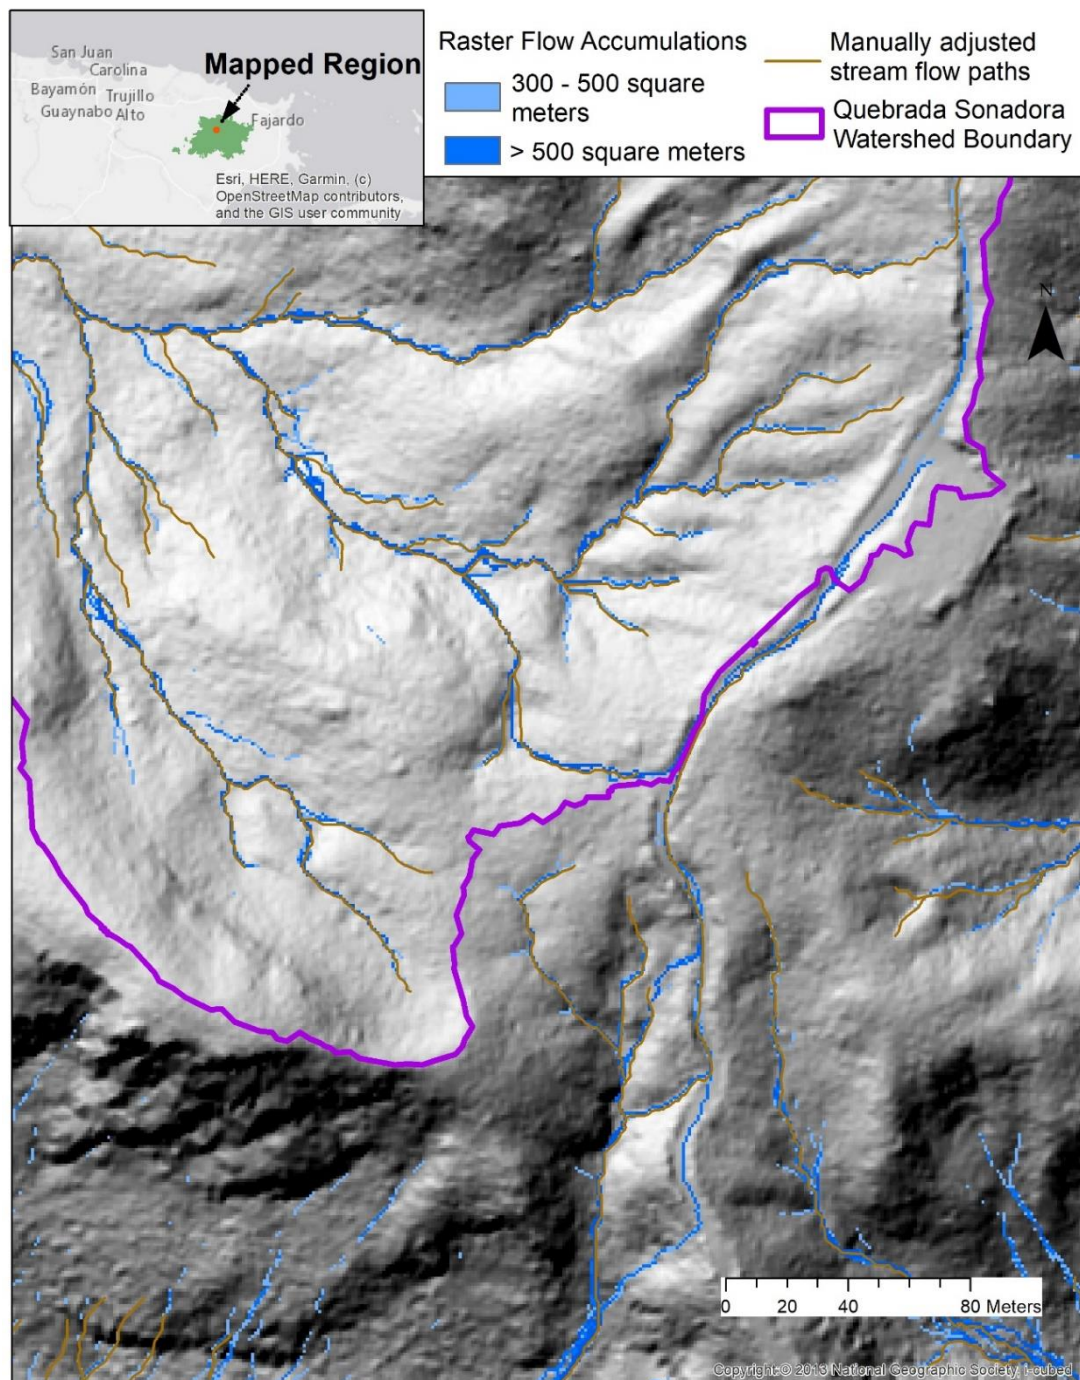 San Juan
Carolina
Bayamón
Trujillo
Guaynabo
Alto
Mapped Region
Fajardo
Esri, HERE, Garmin, (c)
OpenStreetMap contributors,
and the GIS user community
Raster Flow Accumulations
300 - 500 square
meters
> 500 square meters
Manually adjusted
stream flow paths
Quebrada Sonadora
Watershed Boundary
N
0 20 40 80 Meters
Copyright:© 2013 National Geographic Society, i-cubed